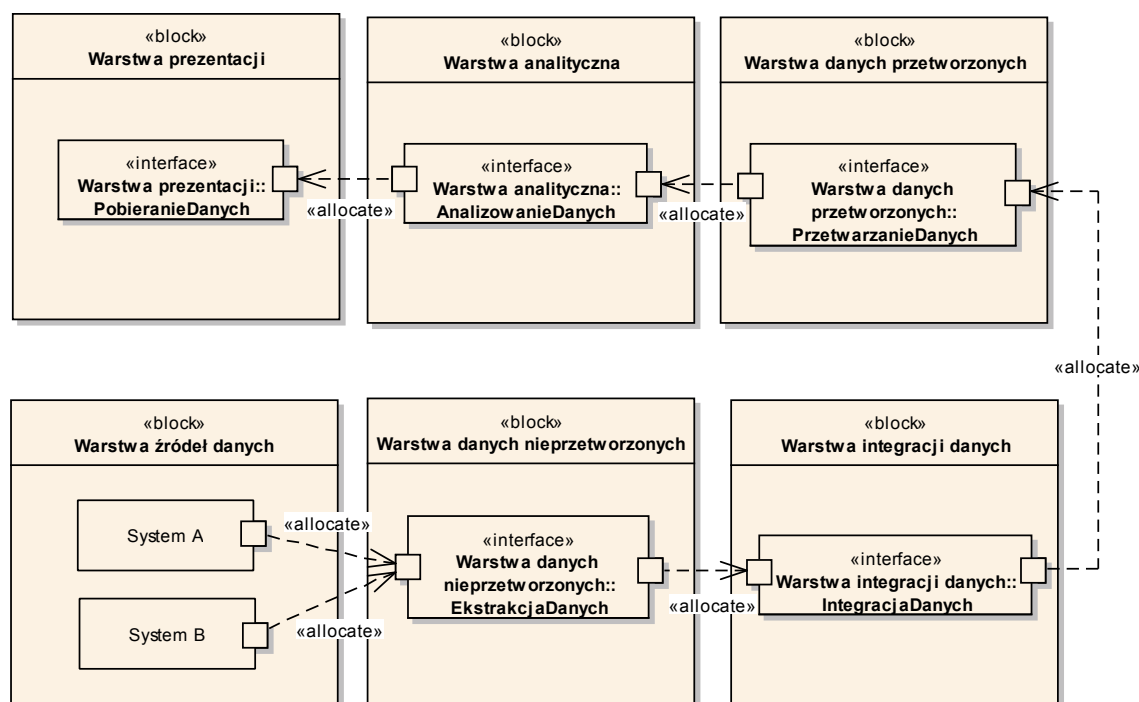 «block»
Warstwa prezentacji
«interface»
Warstwa prezentacji::
PobieranieDanych
«allocate»
«block»
Warstwa analityczna
«interface»
Warstwa analityczna::
AnalizowanieDanych
«allocate»
«block»
Warstwa danych przetworzonych
«interface»
Warstwa danych
przetworzonych::
PrzetwarzanieDanych
«allocate»
«block»
Warstwa źródeł danych
System A
«allocate»
System B
«allocate»
«block»
Warstwa danych nieprzetworzonych
«interface»
Warstwa danych
nieprzetworzonych::
EkstrakcjaDanych
«allocate»
«block»
Warstwa integracji danych
«interface»
Warstwa integracji danych::
IntegracjaDanych